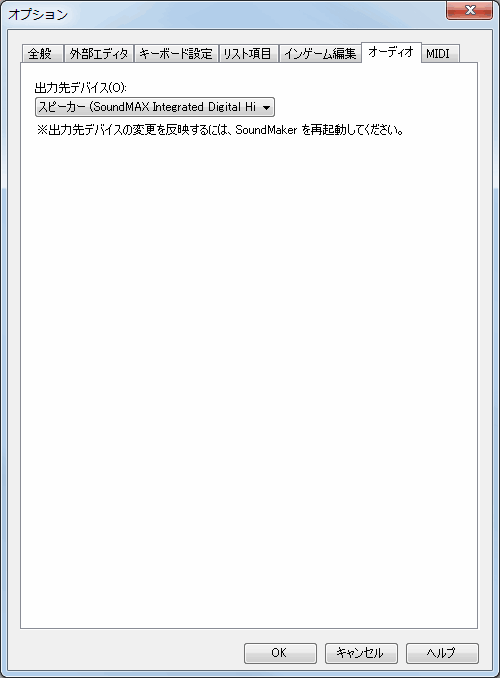 オプション
全般 外部エディタ キーボード設定 リスト項目 インゲーム編集 オーディオ MIDI
出力先デバイス(O):
スピーカー (SoundMAX Integrated Digital Hi
※出力先デバイスの変更を反映するには、SoundMaker を再起動してください。
OK キャンセル ヘルプ